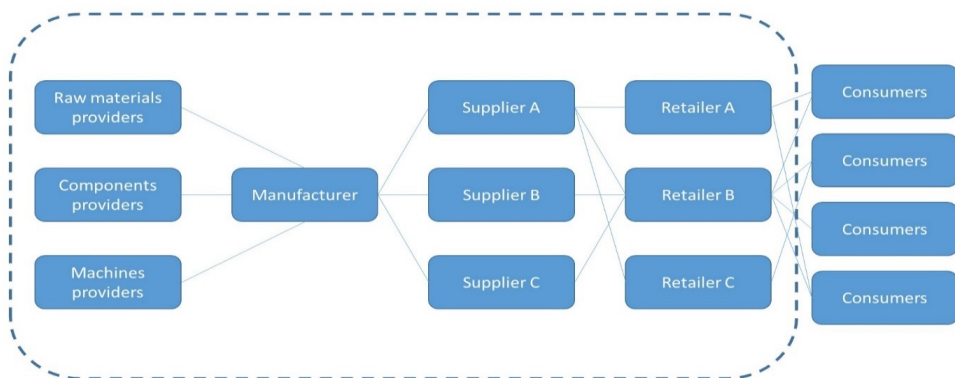 Raw materials
providers
Components
providers
Machines
providers
Manufacturer
Supplier A
Supplier B
Supplier C
Retailer A
Retailer B
Retailer C
Consumers
Consumers
Consumers
Consumers